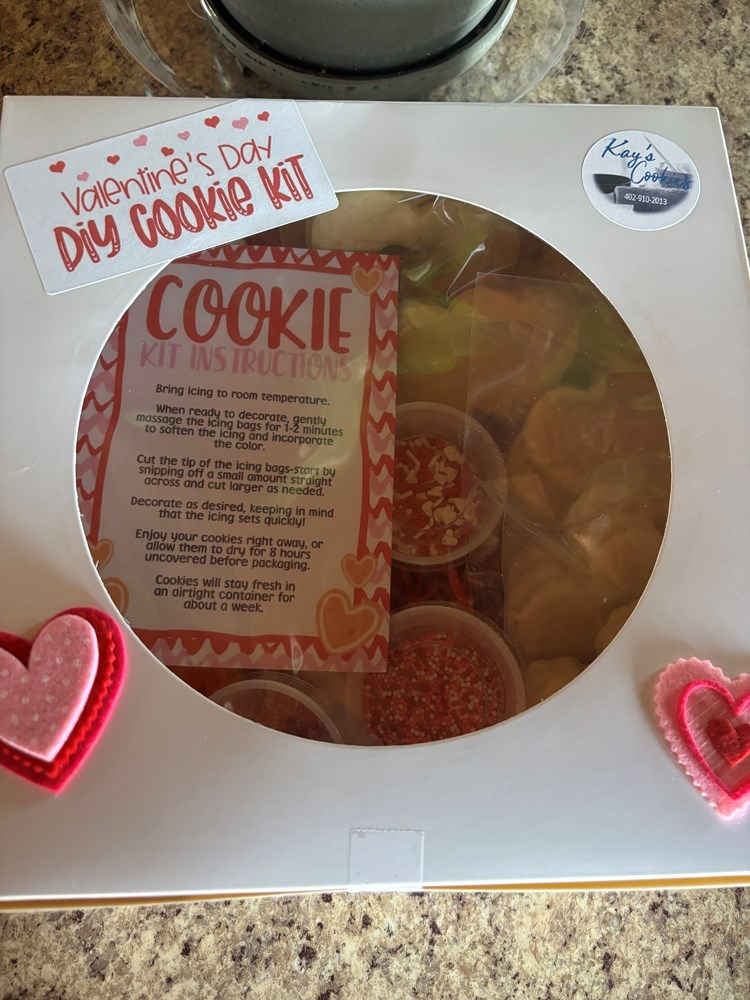 Valentine's Day
DIY COOKIE KIT
Kay's
Cookies
402-910-2013
COOKIE
KIT INSTRUCTIONS
Bring icing to room temperature.
When ready to decorate, gently
massage the icing bags for 1-2 minutes
to soften the icing and incorporate
the color.
Cut the tip of the icing bags-start by
snipping off a small amount straight
across and cut larger as needed.
Decorate as desired, keeping in mind
that the icing sets quickly!
Enjoy your cookies right away, or
allow them to dry for 8 hours
uncovered before packaging.
Cookies will stay fresh in
an airtight container for
about a week.